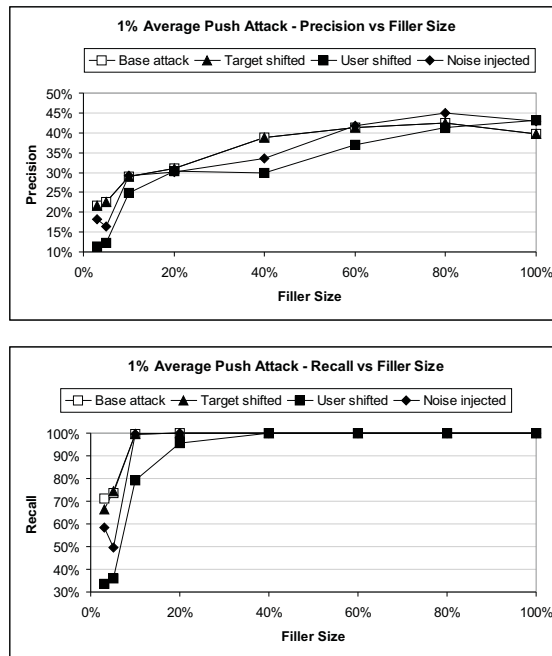 1% Average Push Attack - Precision vs Filler Size
Base attack Target shifted User shifted Noise injected
50%
45%
40%
35%
30%
25%
20%
15%
10%
Precision
0% 20% 40% 60% 80% 100%
Filler Size
1% Average Push Attack - Recall vs Filler Size
Base attack Target shifted User shifted Noise injected
100%
90%
80%
70%
60%
50%
40%
30%
Recall
0% 20% 40% 60% 80% 100%
Filler Size